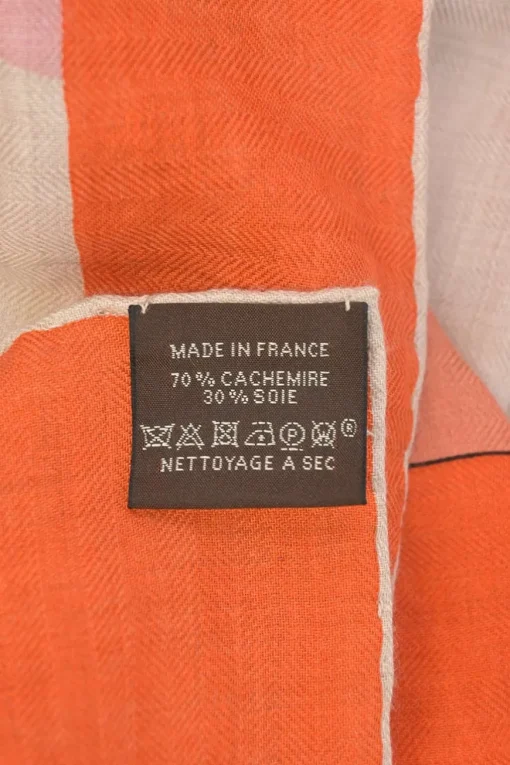 MADE IN FRANCE
70 % CACHEMIRE
30 % SOIE
P ®
NETTOYAGE A SEC